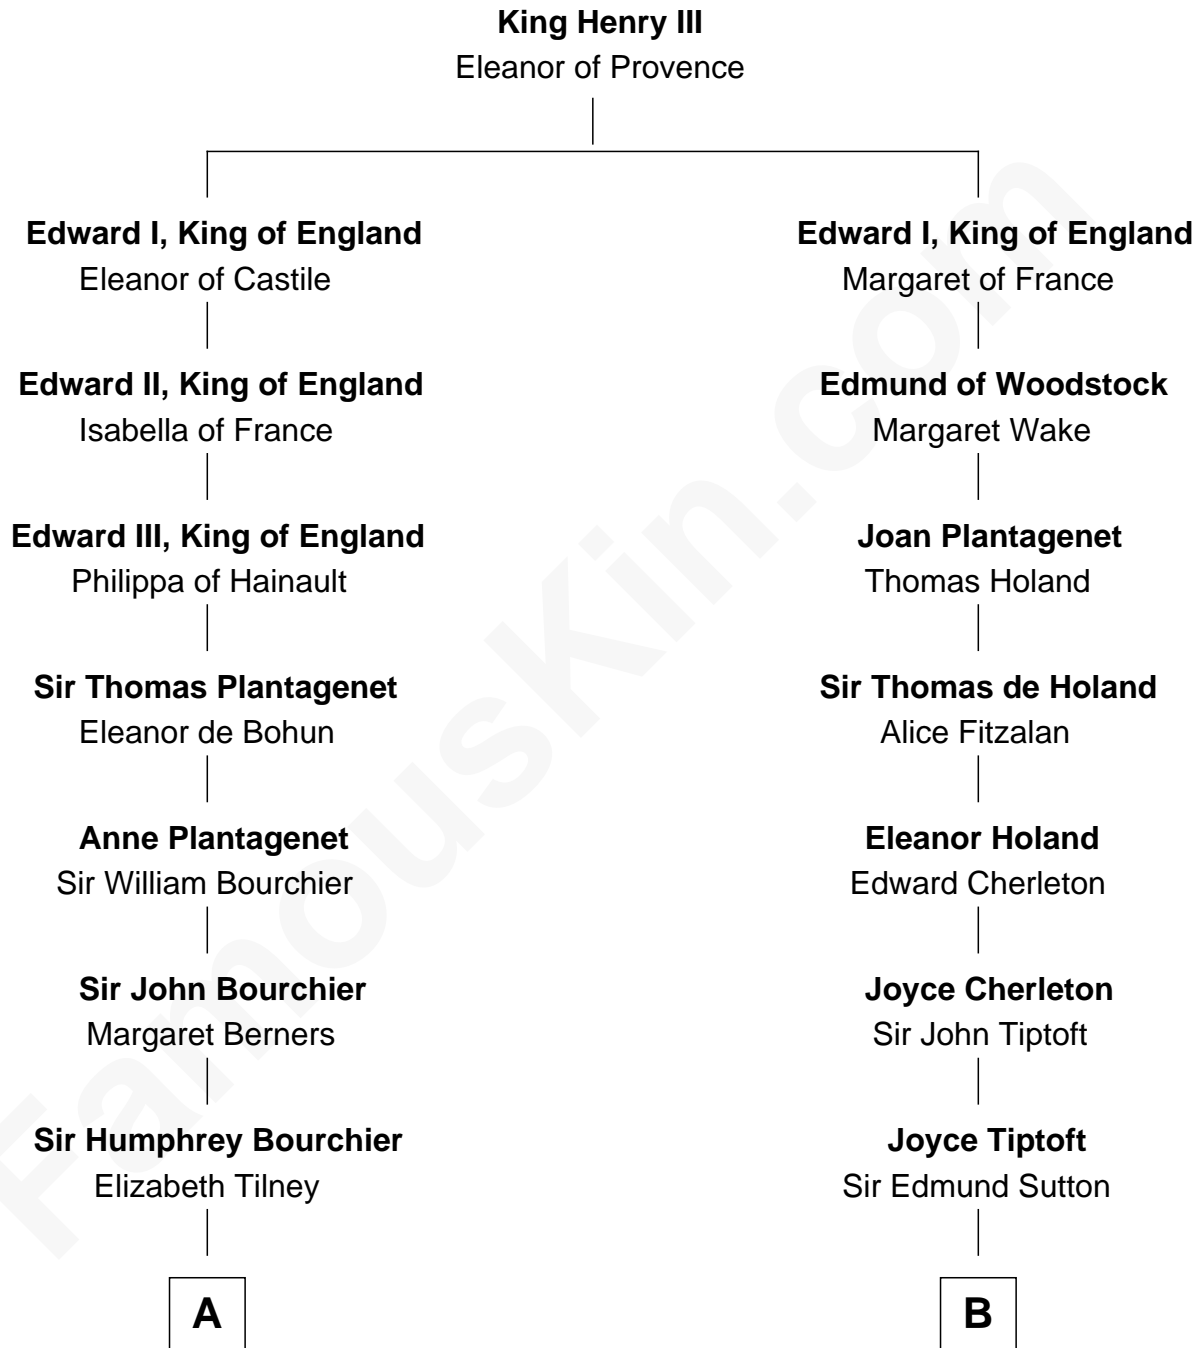 King Henry III
Eleanor of Provence
Edward I, King of England
Eleanor of Castile
Edward I, King of England
Margaret of France
Edward II, King of England
Isabella of France
Edmund of Woodstock
Margaret Wake
Edward III, King of England
Philippa of Hainault
Joan Plantagenet
Thomas Holand
Sir Thomas Plantagenet
Eleanor de Bohun
Sir Thomas de Holand
Alice Fitzalan
Anne Plantagenet
Sir William Bourchier
Eleanor Holand
Edward Cherleton
Sir John Bourchier
Margaret Berners
Joyce Cherleton
Sir John Tiptoft
Sir Humphrey Bourchier
Elizabeth Tilney
Joyce Tiptoft
Sir Edmund Sutton
A
B
FamousKin.com